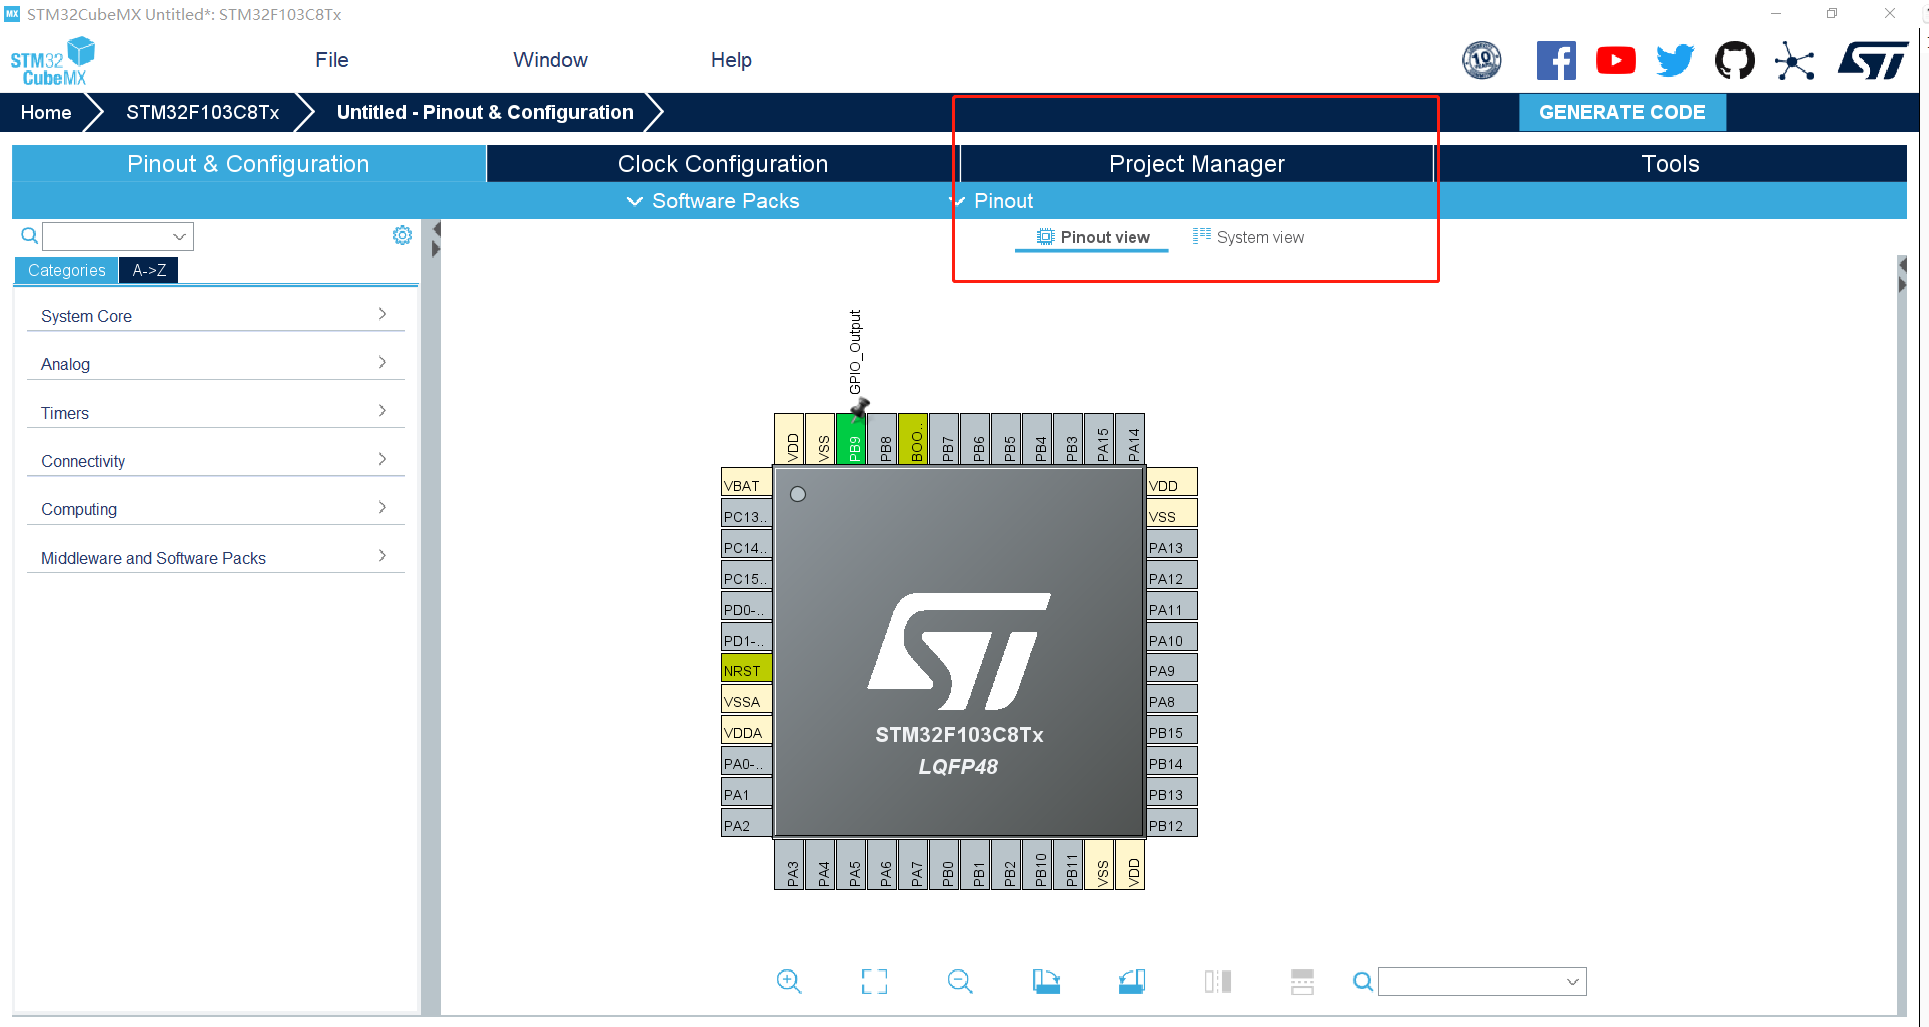 MX STM32CubeMX Untitled*: STM32F103C8Tx
STM32
CubeMX
File Window Help
10
ST
Home STM32F103C8Tx Untitled - Pinout & Configuration GENERATE CODE
Pinout & Configuration Clock Configuration Project Manager Tools
Software Packs Pinout
Pinout view System view
Categories A->Z
System Core
Analog
Timers
Connectivity
Computing
Middleware and Software Packs
GPIO_Output
VDD
VSS
PB9
PB8
BOO..
PB7
PB6
PB5
PB4
PB3
PA15
PA14
VBAT
PC13..
PC14..
PC15..
PD0-..
PD1-..
NRST
VSSA
VDDA
PA0-..
PA1
PA2
ST
STM32F103C8Tx
LQFP48
VDD
VSS
PA13
PA12
PA11
PA10
PA9
PA8
PB15
PB14
PB13
PB12
PA3
PA4
PA5
PA6
PA7
PB0
PB1
PB2
PB10
PB11
VSS
VDD